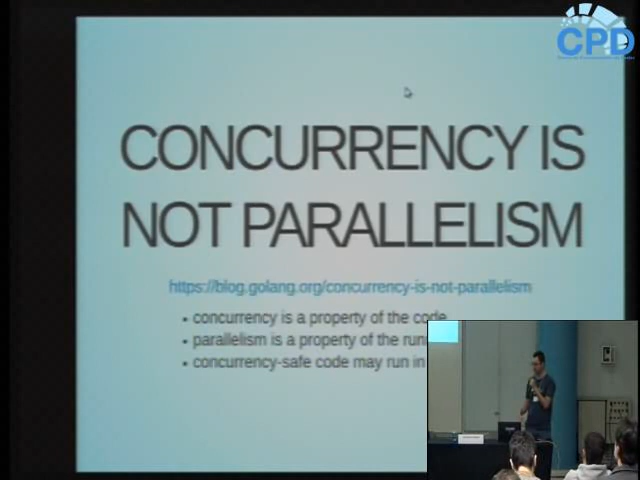 CPD
CONCURRENCY IS
NOT PARALLELISM
https://blog.golang.org/concurrency-is-not-parallelism
• concurrency is a property of the code
• parallelism is a property of the
• concurrency-safe code may run in